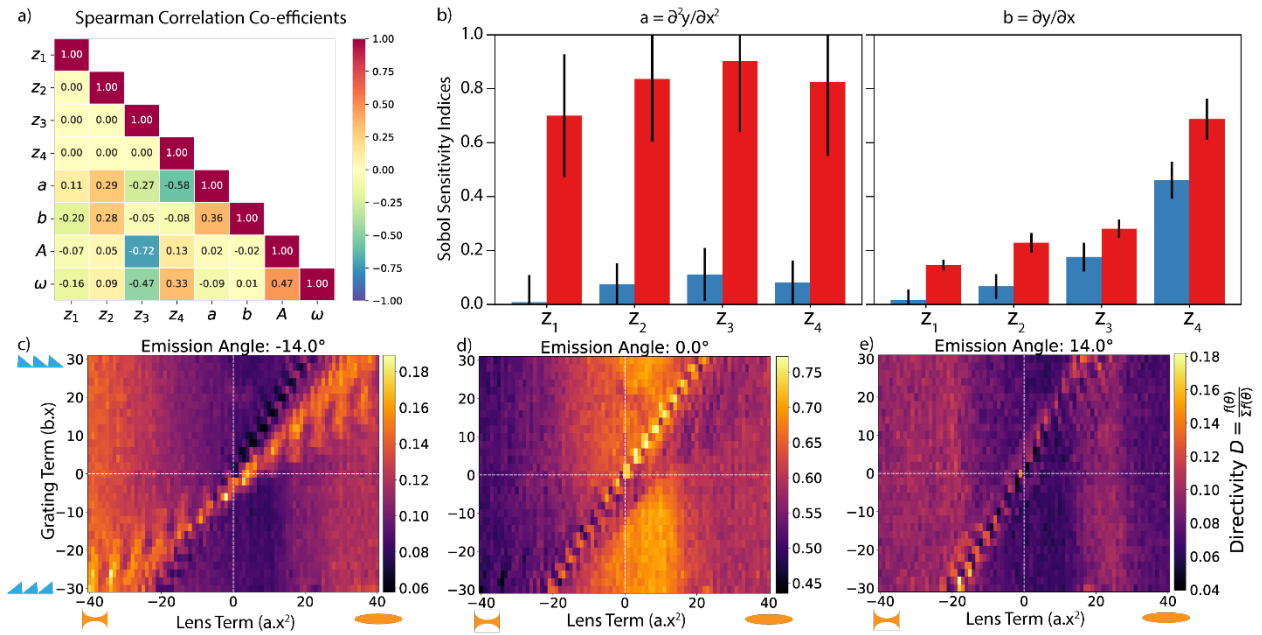 a) Spearman Correlation Co-efficients
z₁ 1.00
z₂ 0.00 1.00
z₃ 0.00 0.00 1.00
z₄ 0.00 0.00 0.00 1.00
a 0.11 0.29 -0.27 -0.58 1.00
b -0.20 0.28 -0.05 -0.08 0.36 1.00
A -0.07 0.05 -0.72 0.13 0.02 -0.02 1.00
ω -0.16 0.09 -0.47 0.33 -0.09 0.01 0.47 1.00
z₁ z₂ z₃ z₄ a b A ω
1.00
0.75
0.50
0.25
0.00
−0.25
−0.50
−0.75
−1.00
b) a = ∂²y/∂x² b = ∂y/∂x
Sobol Sensitivity Indices
1.0
0.8
0.6
0.4
0.2
0.0
Z₁ Z₂ Z₃ Z₄ Z₁ Z₂ Z₃ Z₄
c) Emission Angle: -14.0°
Grating Term (b.x)
30
20
10
0
−10
−20
−30
−40 −20 0 20 40
Lens Term (a.x²)
0.18
0.16
0.14
0.12
0.10
0.08
0.06
d) Emission Angle: 0.0°
30
20
10
0
−10
−20
−30
−40 −20 0 20 40
Lens Term (a.x²)
0.75
0.70
0.65
0.60
0.55
0.50
0.45
e) Emission Angle: 14.0°
30
20
10
0
−10
−20
−30
−40 −20 0 20 40
Lens Term (a.x²)
0.18
0.16
0.14
0.12
0.10
0.08
0.06
0.04
Directivity D = f(θ)/Σf(θ)